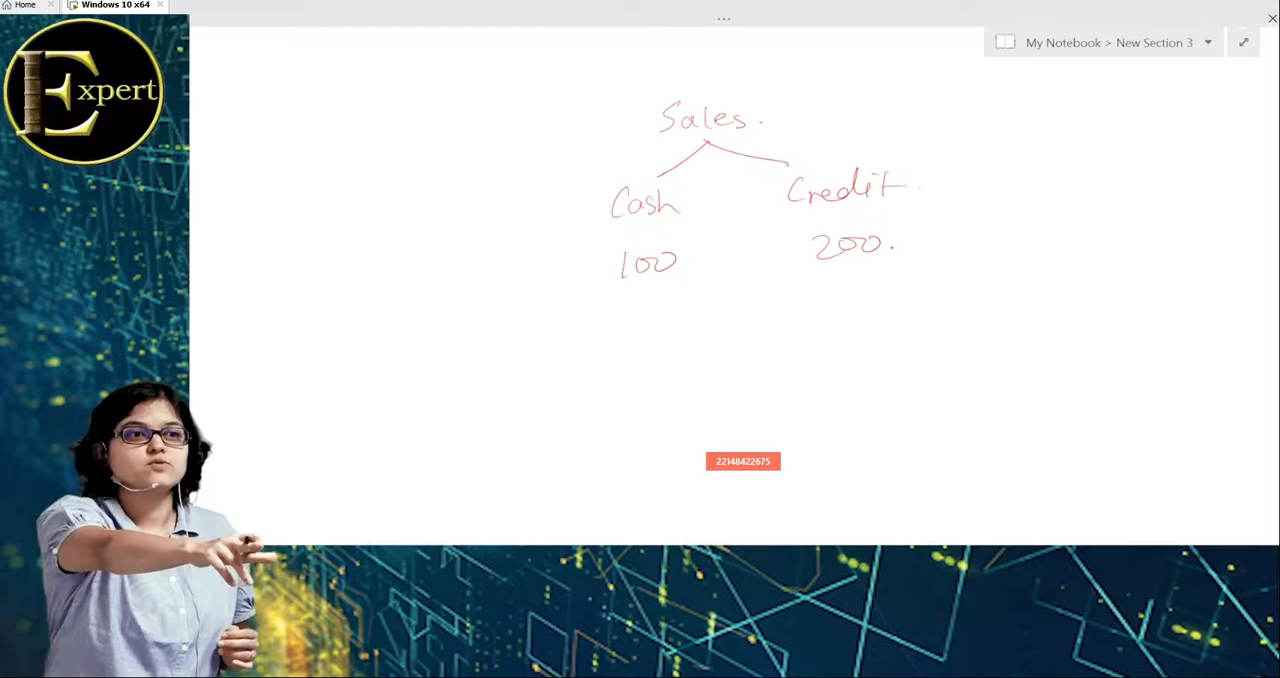 Home
Windows 10 x64
Expert
My Notebook > New Section 3
Sales.
Cash
Credit
100
200.
22148422675